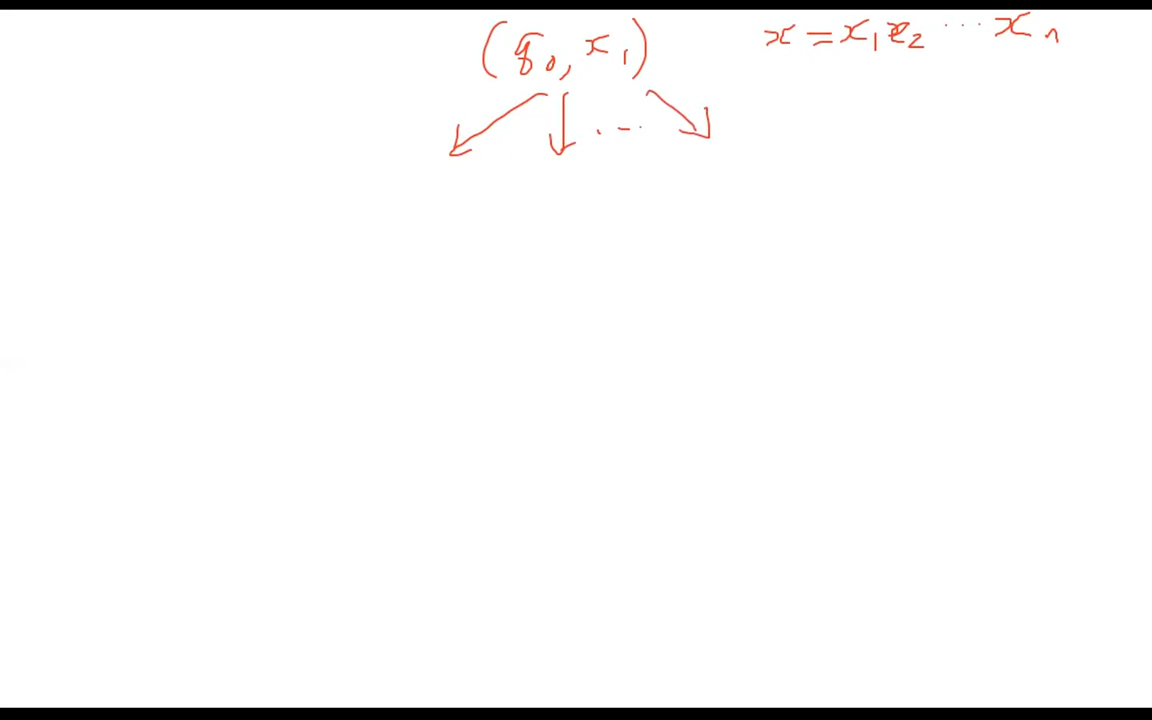 (q₀, x₁) x = x₁x₂ ··· xₙ
...